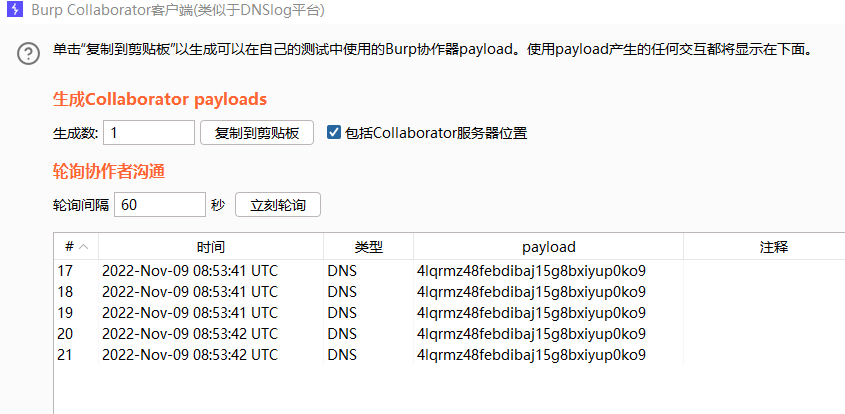 Burp Collaborator客户端(类似于DNSlog平台)
单击“复制到剪贴板”以生成可以在自己的测试中使用的Burp协作器payload。使用payload产生的任何交互都将显示在下面。
生成Collaborator payloads
生成数: 1 复制到剪贴板 包括Collaborator服务器位置
轮询协作者沟通
轮询间隔 60 秒 立刻轮询
# 时间 类型 payload 注释
17 2022-Nov-09 08:53:41 UTC DNS 4lqrmz48febdibaj15g8bxiyup0ko9
18 2022-Nov-09 08:53:41 UTC DNS 4lqrmz48febdibaj15g8bxiyup0ko9
19 2022-Nov-09 08:53:41 UTC DNS 4lqrmz48febdibaj15g8bxiyup0ko9
20 2022-Nov-09 08:53:42 UTC DNS 4lqrmz48febdibaj15g8bxiyup0ko9
21 2022-Nov-09 08:53:42 UTC DNS 4lqrmz48febdibaj15g8bxiyup0ko9